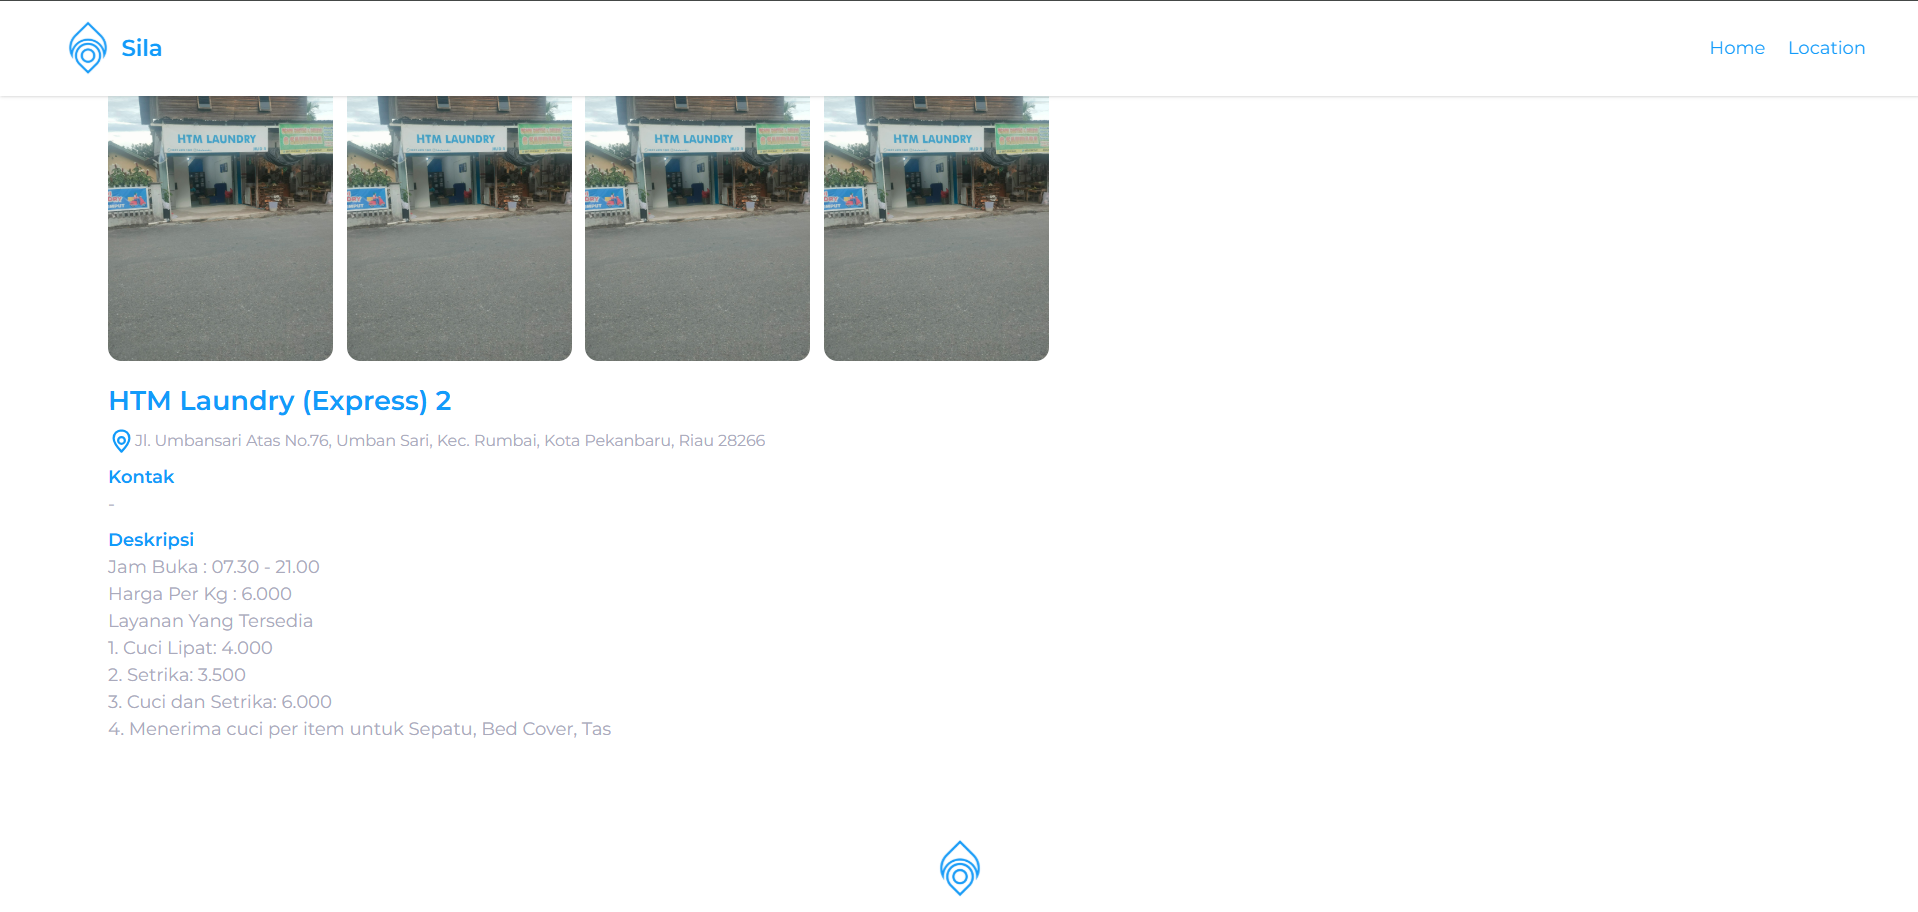 Sila
Home Location
HTM LAUNDRY
HTM LAUNDRY
HTM LAUNDRY
HTM LAUNDRY
HTM Laundry (Express) 2
Jl. Umbansari Atas No.76, Umban Sari, Kec. Rumbai, Kota Pekanbaru, Riau 28266
Kontak
-
Deskripsi
Jam Buka : 07.30 - 21.00
Harga Per Kg : 6.000
Layanan Yang Tersedia
1. Cuci Lipat: 4.000
2. Setrika: 3.500
3. Cuci dan Setrika: 6.000
4. Menerima cuci per item untuk Sepatu, Bed Cover, Tas